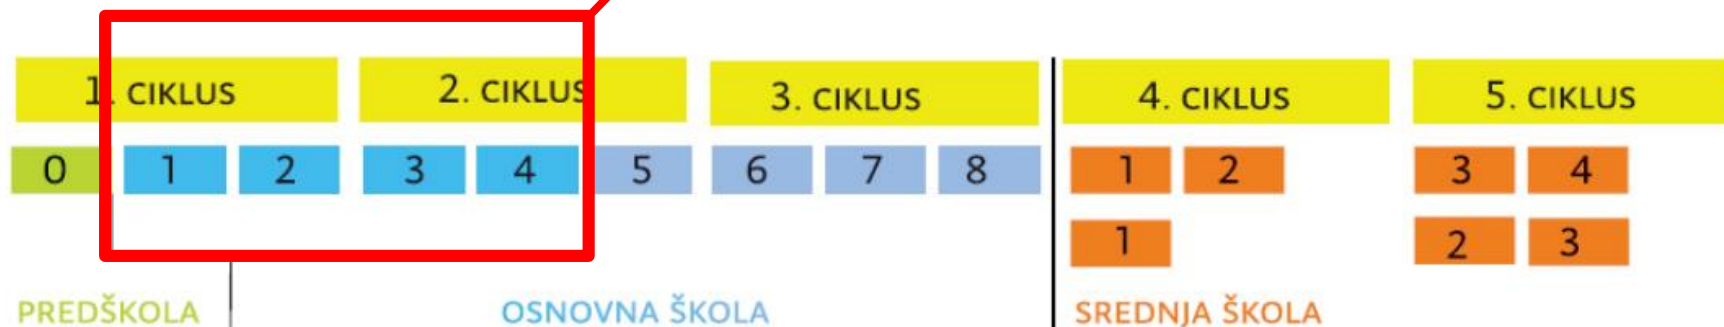 1. CIKLUS 2. CIKLUS 3. CIKLUS 4. CIKLUS 5. CIKLUS
0 1 2 3 4 5 6 7 8 1 2 3 4
1 2 3
PREDŠKOLA OSNOVNA ŠKOLA SREDNJA ŠKOLA